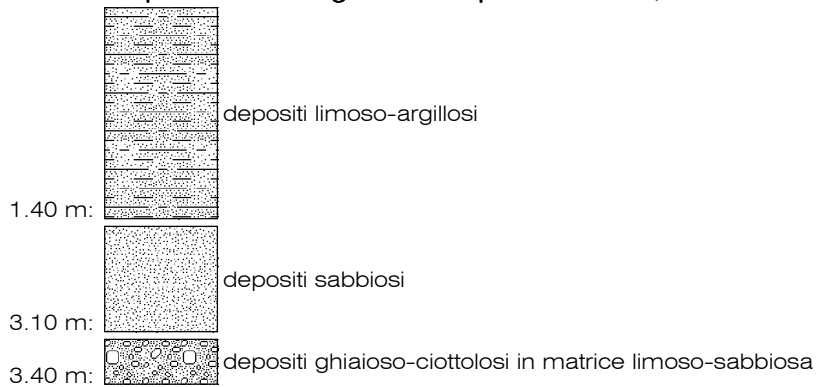 depositi limoso-argillosi
1.40 m:
depositi sabbiosi
3.10 m:
depositi ghiaioso-ciottolosi in matrice limoso-sabbiosa
3.40 m: